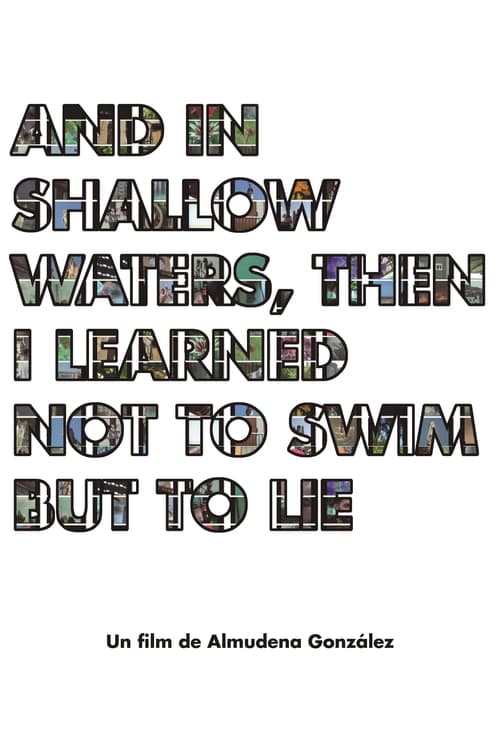 AND IN
SHALLOW
WATERS, THEN
I LEARNED
NOT TO SWIM
BUT TO LIE
Un film de Almudena González